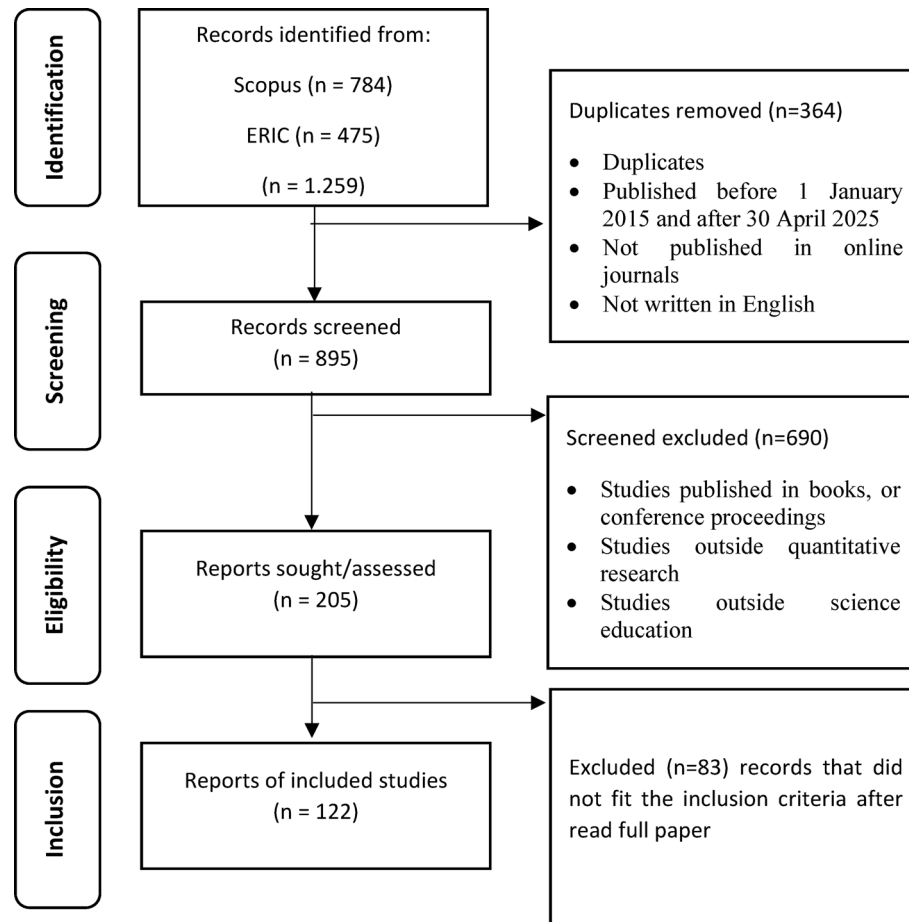 Identification
Records identified from:
Scopus (n = 784)
ERIC (n = 475)
(n = 1.259)
Duplicates removed (n=364)
• Duplicates
• Published before 1 January
2015 and after 30 April 2025
• Not published in online
journals
• Not written in English
Screening
Records screened
(n = 895)
Screened excluded (n=690)
• Studies published in books, or
conference proceedings
• Studies outside quantitative
research
• Studies outside science
education
Eligibility
Reports sought/assessed
(n = 205)
Inclusion
Reports of included studies
(n = 122)
Excluded (n=83) records that did
not fit the inclusion criteria after
read full paper